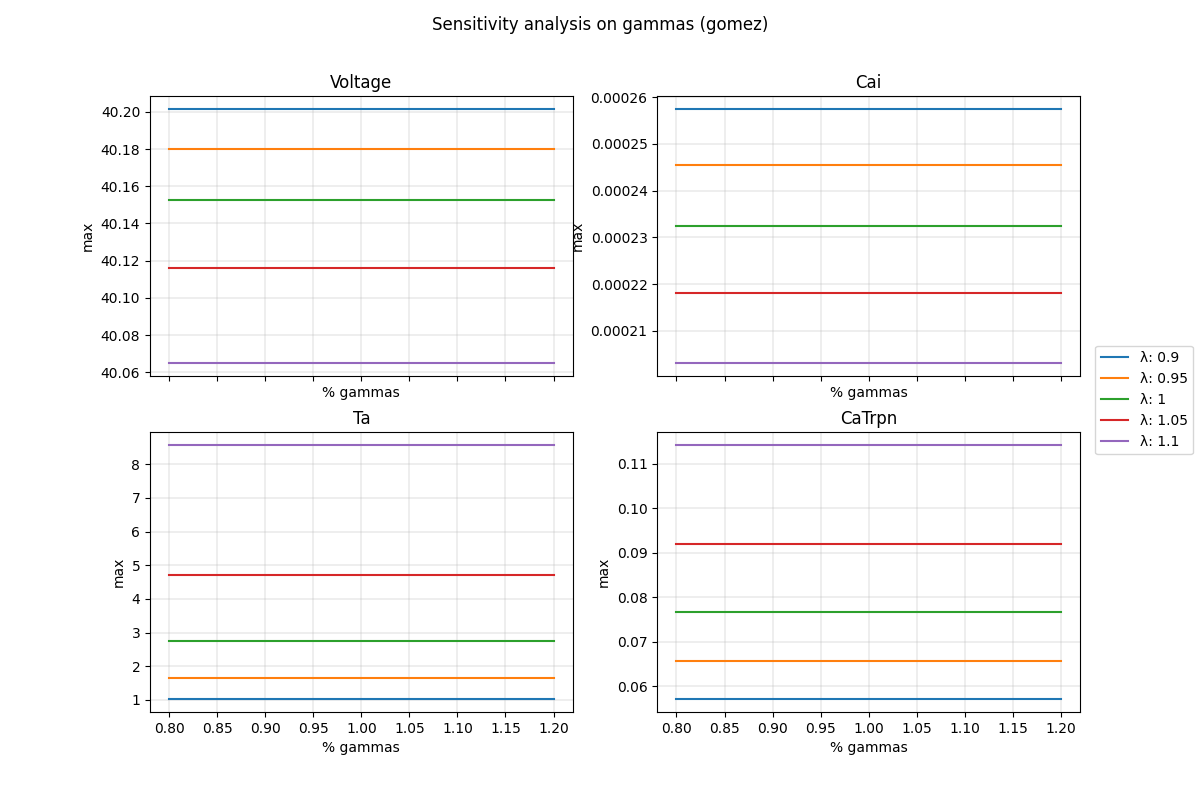 Sensitivity analysis on gammas (gomez)
Voltage
40.20
40.18
40.16
40.14
40.12
40.10
40.08
40.06
max
% gammas
Cai
0.00026
0.00025
0.00024
0.00023
0.00022
0.00021
max
% gammas
λ: 0.9
λ: 0.95
λ: 1
λ: 1.05
λ: 1.1
Ta
8
7
6
5
4
3
2
1
max
0.80 0.85 0.90 0.95 1.00 1.05 1.10 1.15 1.20
% gammas
CaTrpn
0.11
0.10
0.09
0.08
0.07
0.06
max
0.80 0.85 0.90 0.95 1.00 1.05 1.10 1.15 1.20
% gammas